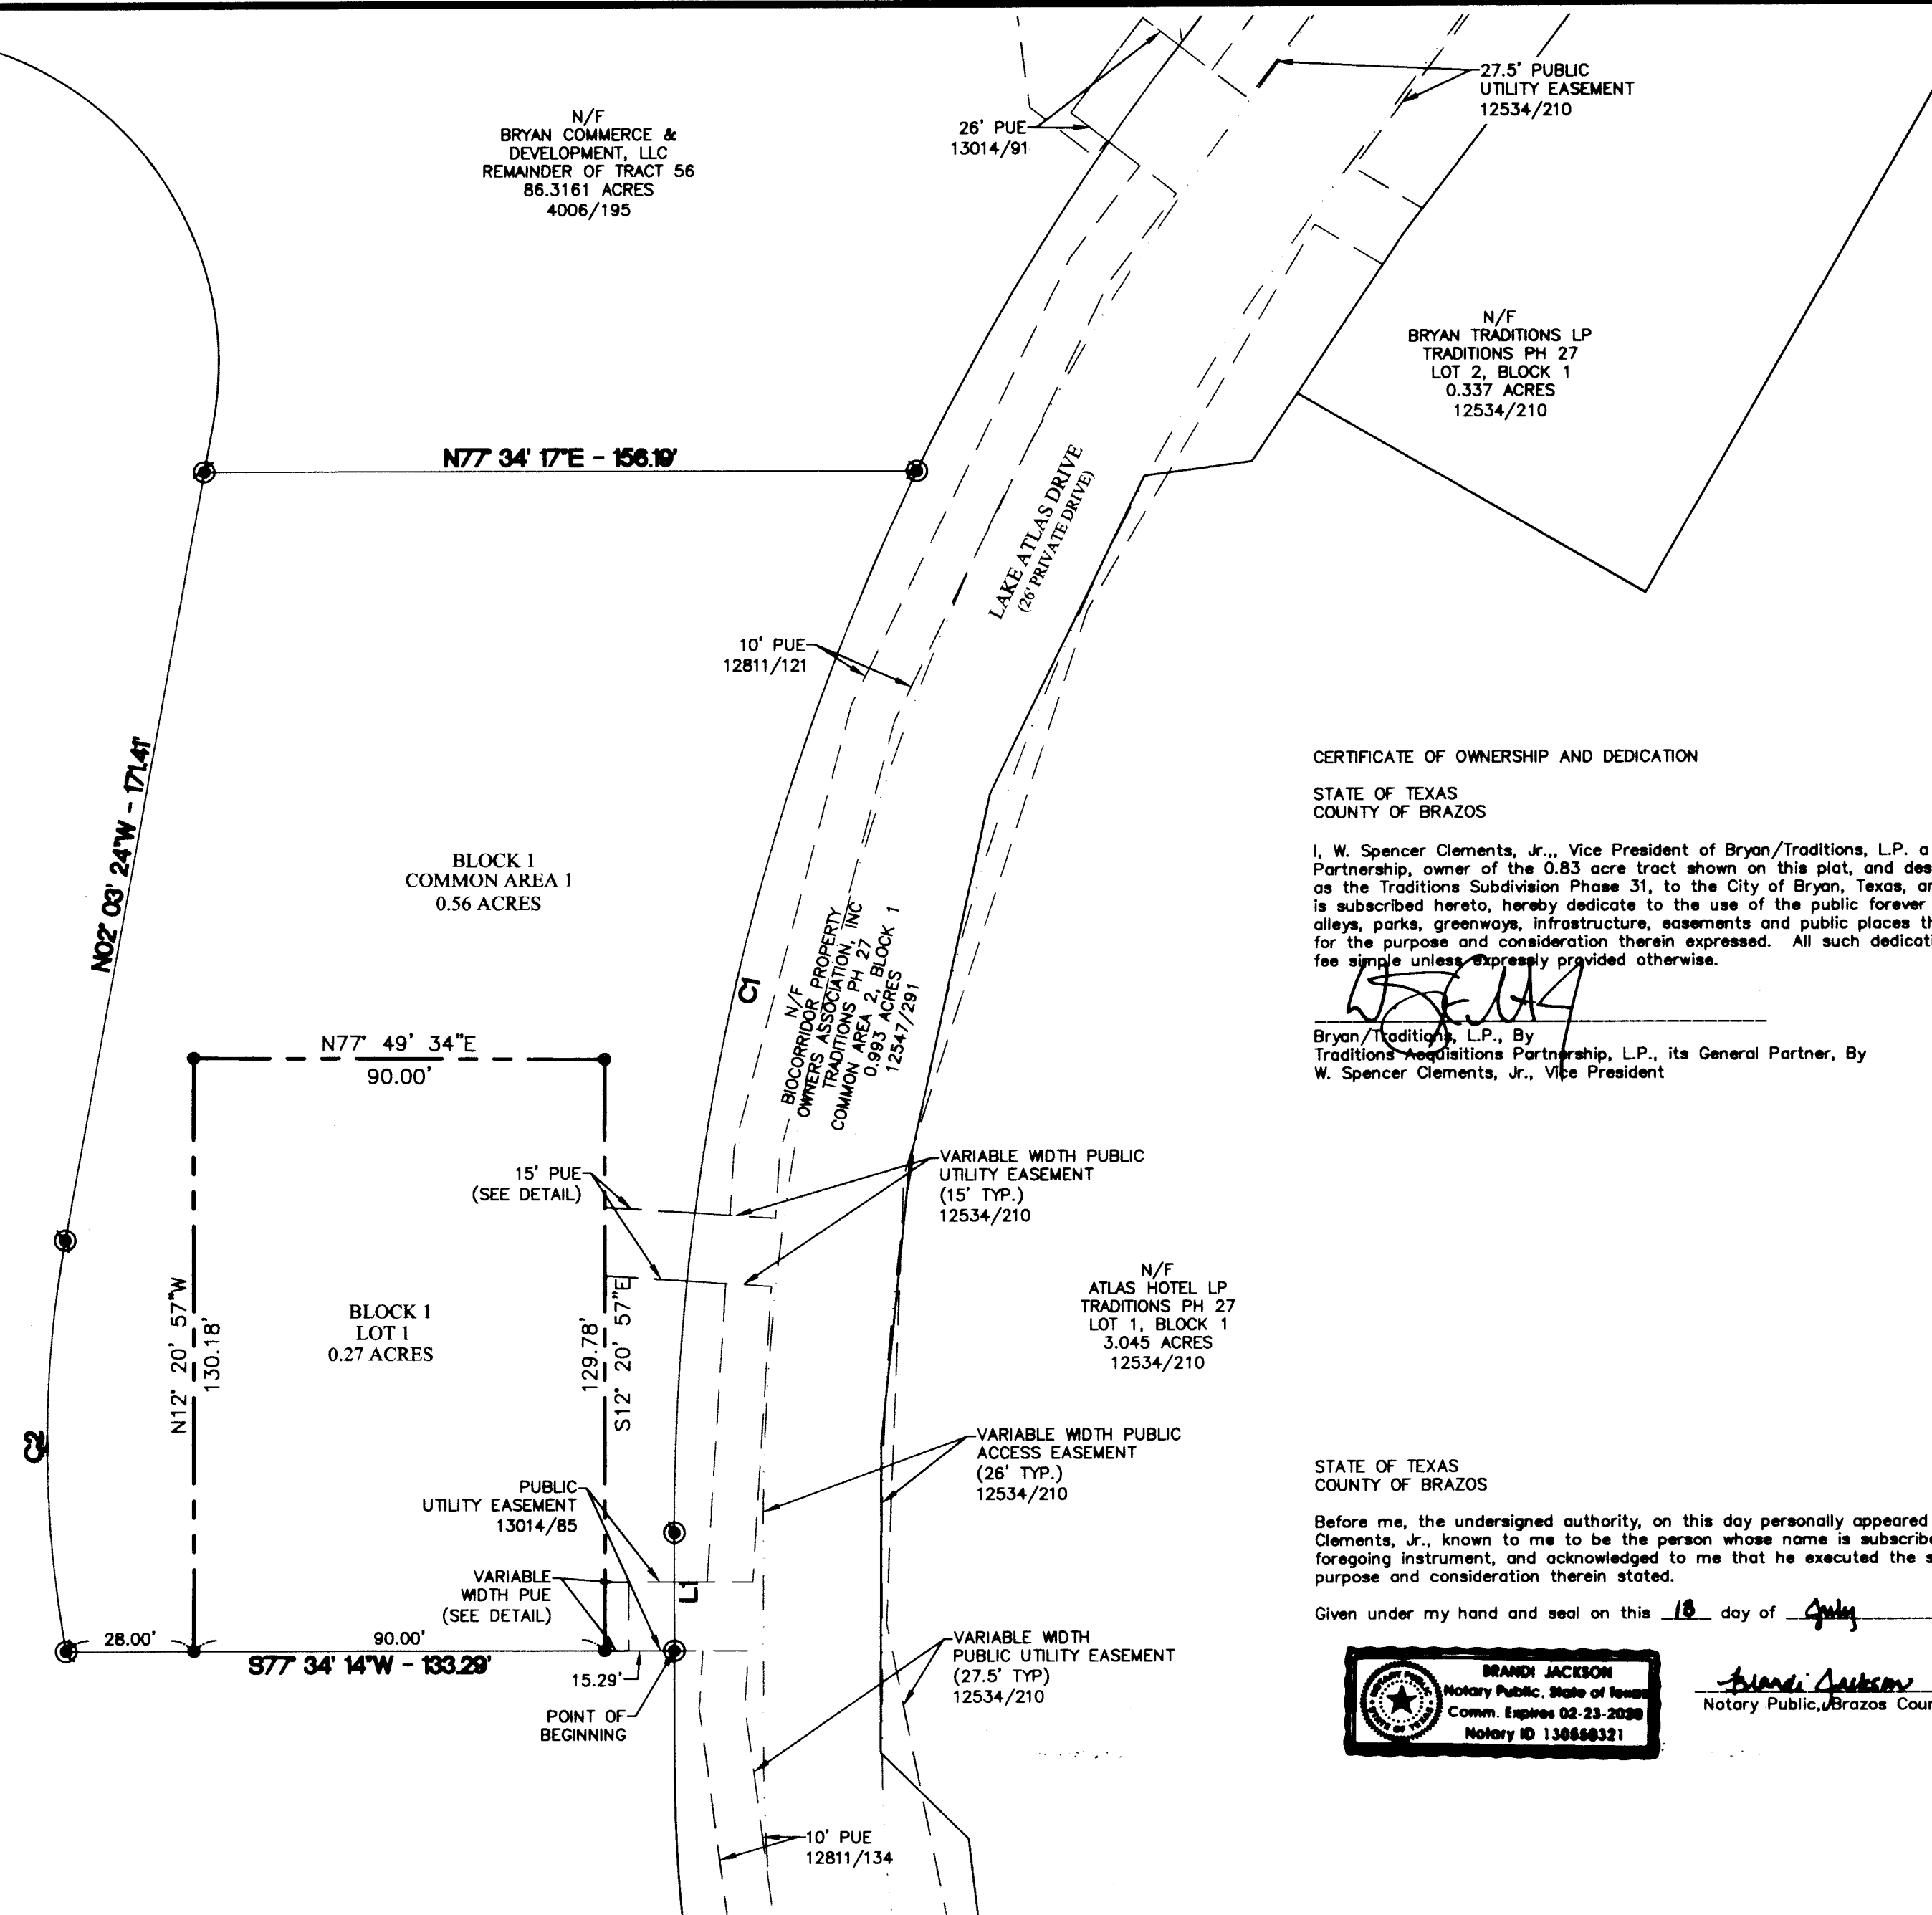 N/F
BRYAN COMMERCE &
DEVELOPMENT, LLC
REMAINDER OF TRACT 56
86.3161 ACRES
4006/195
26' PUE
13014/91
27.5' PUBLIC
UTILITY EASEMENT
12534/210
N/F
BRYAN TRADITIONS LP
TRADITIONS PH 27
LOT 2, BLOCK 1
0.337 ACRES
12534/210
N77° 34' 17"E - 156.19'
LAKE ATLAS DRIVE
(26' PRIVATE DRIVE)
10' PUE
12811/121
N02° 03' 24"W - 171.41'
BLOCK 1
COMMON AREA 1
0.56 ACRES
C1
N/F
BIOCORRIDOR PROPERTY
OWNERS ASSOCIATION, INC
TRADITIONS PH 27
COMMON AREA 2, BLOCK 1
0.993 ACRES
12547/291
CERTIFICATE OF OWNERSHIP AND DEDICATION
STATE OF TEXAS
COUNTY OF BRAZOS
I, W. Spencer Clements, Jr.,, Vice President of Bryan/Traditions, L.P. a
Partnership, owner of the 0.83 acre tract shown on this plat, and des
as the Traditions Subdivision Phase 31, to the City of Bryan, Texas, an
is subscribed hereto, hereby dedicate to the use of the public forever
alleys, parks, greenways, infrastructure, easements and public places th
for the purpose and consideration therein expressed. All such dedicati
fee simple unless expressly provided otherwise.
Bryan/Traditions, L.P., By
Traditions Acquisitions Partnership, L.P., its General Partner, By
W. Spencer Clements, Jr., Vice President
N77° 49' 34"E
90.00'
15' PUE
(SEE DETAIL)
VARIABLE WIDTH PUBLIC
UTILITY EASEMENT
(15' TYP.)
12534/210
N12° 20' 57"W
130.18'
BLOCK 1
LOT 1
0.27 ACRES
129.78'
S12° 20' 57"E
N/F
ATLAS HOTEL LP
TRADITIONS PH 27
LOT 1, BLOCK 1
3.045 ACRES
12534/210
C2
VARIABLE WIDTH PUBLIC
ACCESS EASEMENT
(26' TYP.)
12534/210
PUBLIC
UTILITY EASEMENT
13014/85
VARIABLE
WIDTH PUE
(SEE DETAIL)
L1
28.00'
90.00'
S77° 34' 14"W - 133.29'
15.29'
POINT OF
BEGINNING
VARIABLE WIDTH
PUBLIC UTILITY EASEMENT
(27.5' TYP)
12534/210
10' PUE
12811/134
STATE OF TEXAS
COUNTY OF BRAZOS
Before me, the undersigned authority, on this day personally appeared
Clements, Jr., known to me to be the person whose name is subscribe
foregoing instrument, and acknowledged to me that he executed the s
purpose and consideration therein stated.
Given under my hand and seal on this 18 day of July
BRANDI JACKSON
Notary Public, State of Texas
Comm. Expires 02-23-
Notary ID
NOTARY PUBLIC
STATE OF TEXAS
Brandi Jackson
Notary Public, Brazos Coun